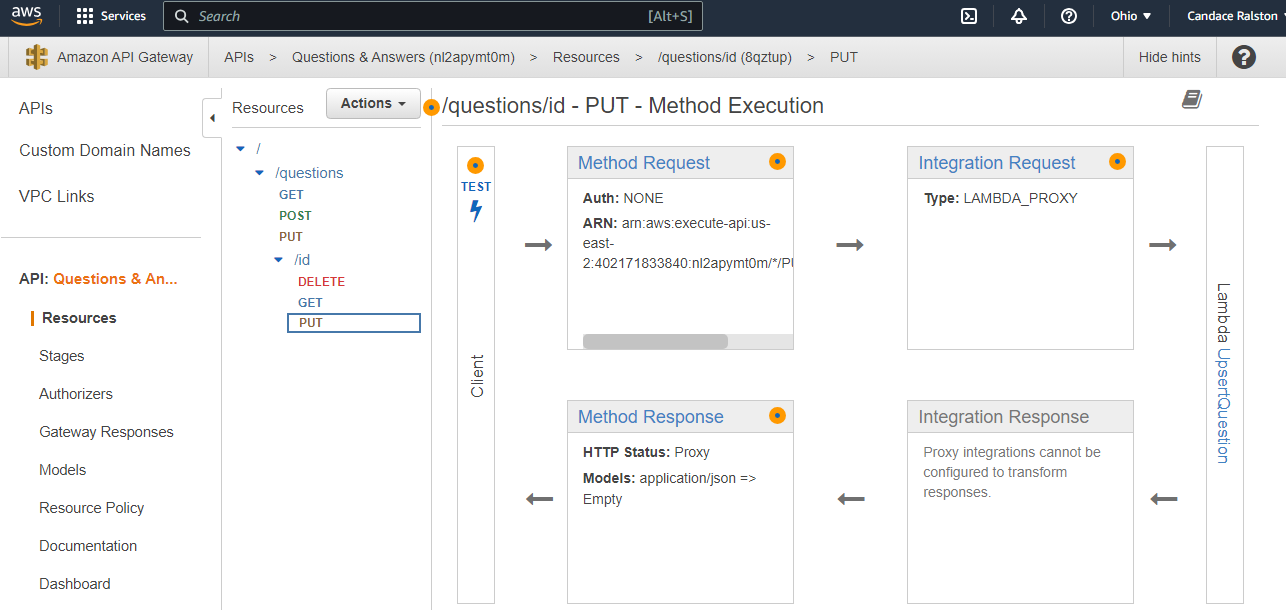 aws
Services
Search
[Alt+S]
Ohio
Candace Ralston
Amazon API Gateway
APIs > Questions & Answers (nl2apymt0m) > Resources > /questions/id (8qztup) > PUT
Hide hints
APIs
Custom Domain Names
VPC Links
API: Questions & An...
Resources
Stages
Authorizers
Gateway Responses
Models
Resource Policy
Documentation
Dashboard
Resources
Actions
/
/questions
GET
POST
PUT
/id
DELETE
GET
PUT
/questions/id - PUT - Method Execution
TEST
Client
Method Request
Auth: NONE
ARN: arn:aws:execute-api:us-
east-
2:402171833840:nl2apymt0m/*/PU
Integration Request
Type: LAMBDA_PROXY
Lambda UpsertQuestion
Method Response
HTTP Status: Proxy
Models: application/json =>
Empty
Integration Response
Proxy integrations cannot be
configured to transform
responses.